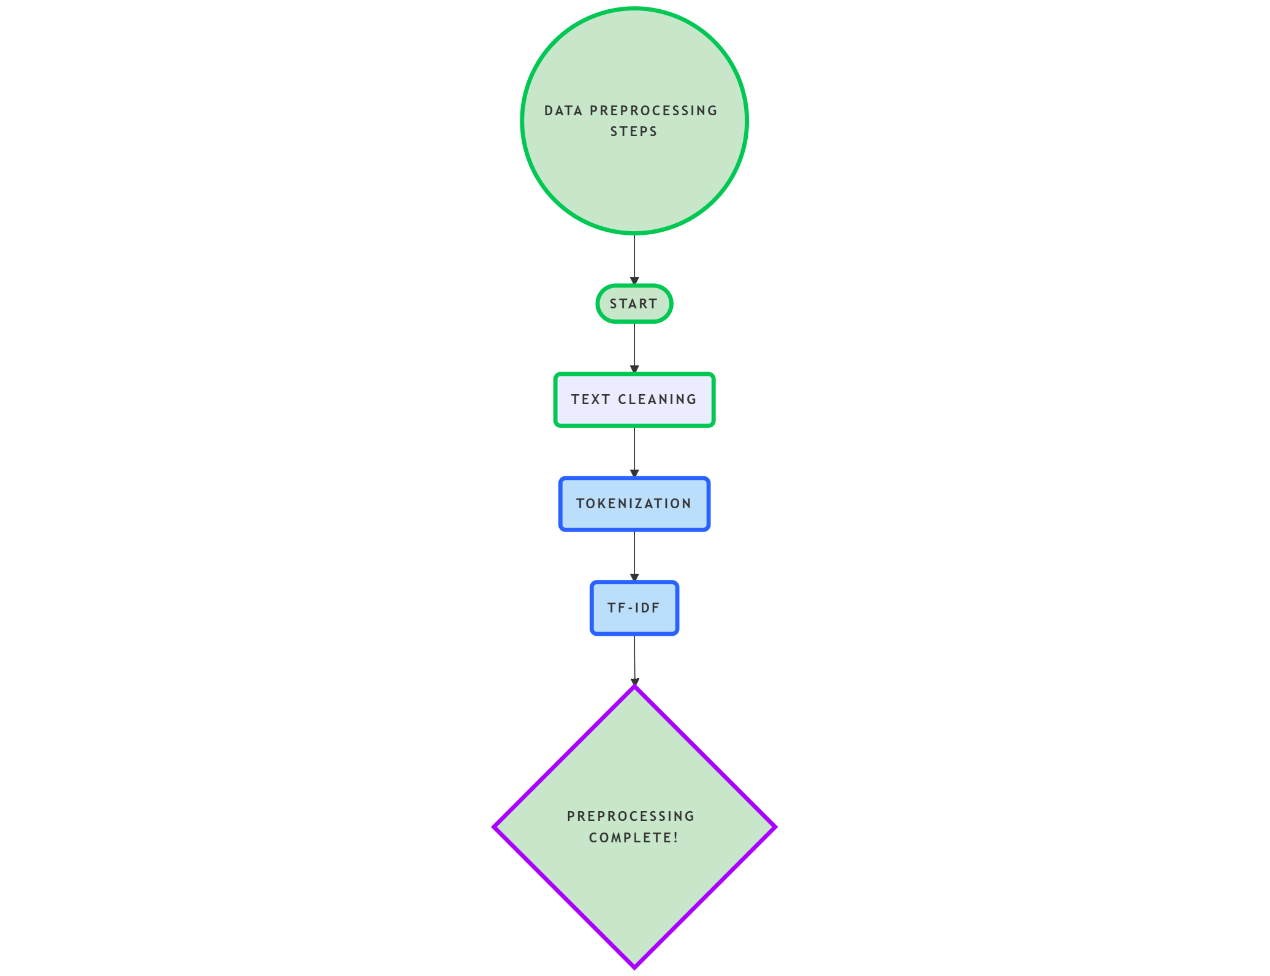 DATA PREPROCESSING
STEPS
START
TEXT CLEANING
TOKENIZATION
TF-IDF
PREPROCESSING
COMPLETE!